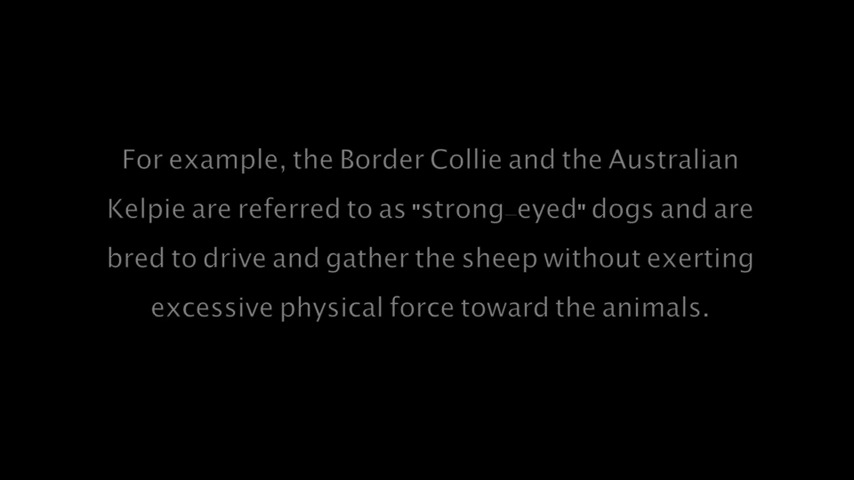 For example, the Border Collie and the Australian
Kelpie are referred to as "strong-eyed" dogs and are
bred to drive and gather the sheep without exerting
excessive physical force toward the animals.